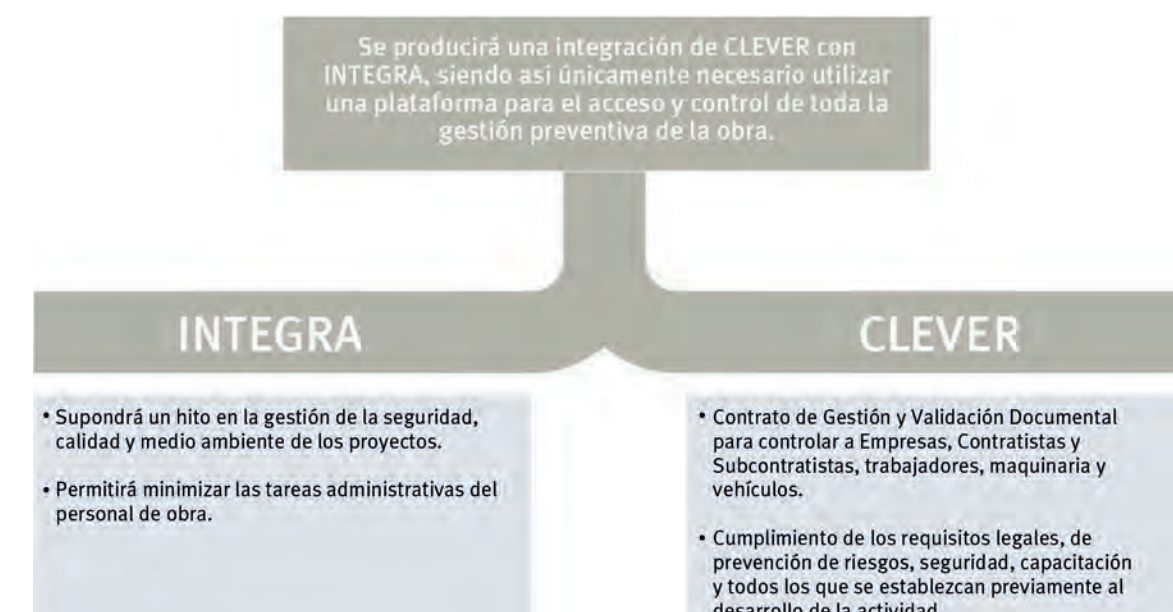 Se producirá una integración de CLEVER con
INTEGRA, siendo así únicamente necesario utilizar
una plataforma para el acceso y control de toda la
gestión preventiva de la obra.
INTEGRA
• Supondrá un hito en la gestión de la seguridad,
calidad y medio ambiente de los proyectos.
• Permitirá minimizar las tareas administrativas del
personal de obra.
CLEVER
• Contrato de Gestión y Validación Documental
para controlar a Empresas, Contratistas y
Subcontratistas, trabajadores, maquinaria y
vehículos.
• Cumplimiento de los requisitos legales, de
prevención de riesgos, seguridad, capacitación
y todos los que se establezcan previamente al
desarrollo de la actividad